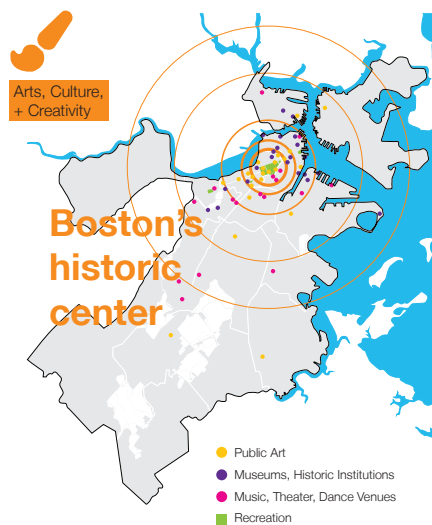 Arts, Culture,
+ Creativity
Boston's
historic
center
Public Art
Museums, Historic Institutions
Music, Theater, Dance Venues
Recreation